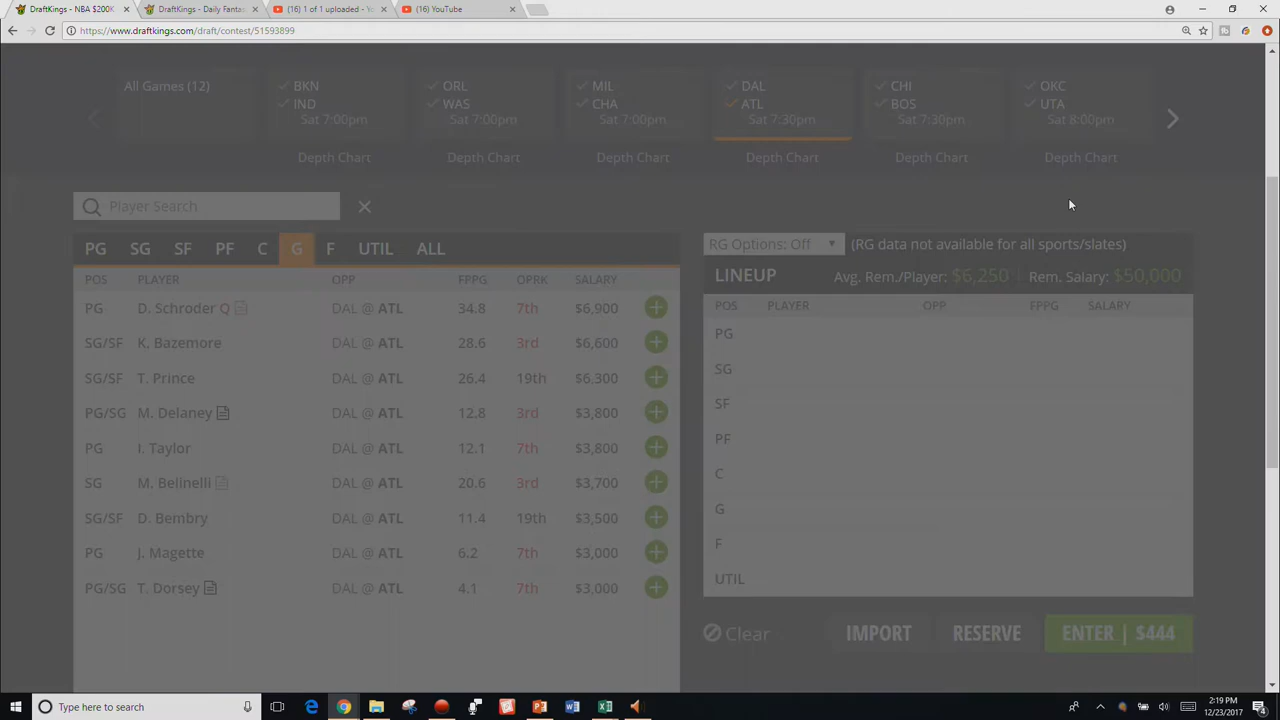 DraftKings - NBA $200K
DraftKings - Daily Fantas
(16) 1 of 1 uploaded - Yo
(16) YouTube
https://www.draftkings.com/draft/contest/51593899
All Games (12)
BKN
IND
Sat 7:00pm
ORL
WAS
Sat 7:00pm
MIL
CHA
Sat 7:00pm
DAL
ATL
Sat 7:30pm
CHI
BOS
Sat 7:30pm
OKC
UTA
Sat 8:00pm
Depth Chart Depth Chart Depth Chart Depth Chart Depth Chart Depth Chart
Player Search
PG SG SF PF C G F UTIL ALL
POS PLAYER OPP FPPG OPRK SALARY
PG D. Schroder Q DAL @ ATL 34.8 7th $6,900
SG/SF K. Bazemore DAL @ ATL 28.6 3rd $6,600
SG/SF T. Prince DAL @ ATL 26.4 19th $6,300
PG/SG M. Delaney DAL @ ATL 12.8 3rd $3,800
PG I. Taylor DAL @ ATL 12.1 7th $3,800
SG M. Belinelli DAL @ ATL 20.6 3rd $3,700
SG/SF D. Bembry DAL @ ATL 11.4 19th $3,500
PG J. Magette DAL @ ATL 6.2 7th $3,000
PG/SG T. Dorsey DAL @ ATL 4.1 7th $3,000
RG Options: Off (RG data not available for all sports/slates)
LINEUP Avg. Rem./Player: $6,250 Rem. Salary: $50,000
POS PLAYER OPP FPPG SALARY
PG
SG
SF
PF
C
G
F
UTIL
Clear IMPORT RESERVE ENTER | $444
Type here to search
2:19 PM
12/23/2017
4